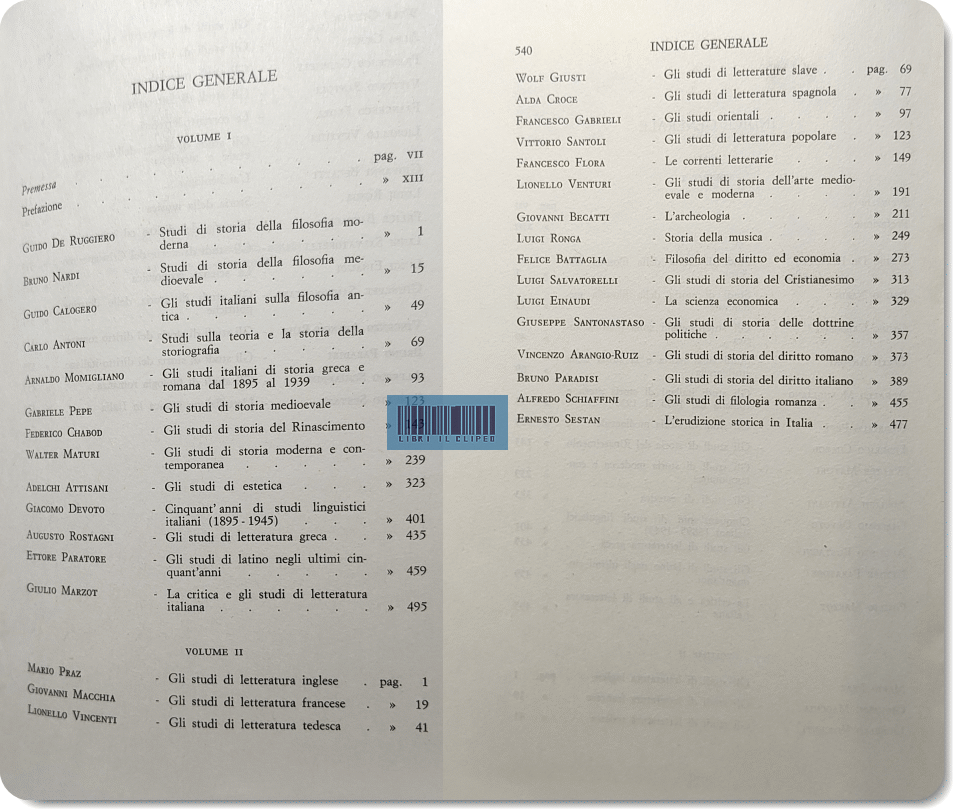 INDICE GENERALE
VOLUME I
Premessa . . . . . . . . . . pag. VII
Prefazione . . . . . . . . . . » XIII
GUIDO DE RUGGIERO - Studi di storia della filosofia mo-
derna . . . . . . » 1
BRUNO NARDI - Studi di storia della filosofia me-
dioevale . . . . . . » 15
GUIDO CALOGERO - Gli studi italiani sulla filosofia an-
tica . . . . . . » 49
CARLO ANTONI - Studi sulla teoria e la storia della
storiografia . . . . . » 69
ARNALDO MOMIGLIANO - Gli studi italiani di storia greca e
romana dal 1895 al 1939 . . » 93
GABRIELE PEPE - Gli studi di storia medioevale . » 123
FEDERICO CHABOD - Gli studi di storia del Rinascimento » 143
WALTER MATURI - Gli studi di storia moderna e con-
temporanea . . . . . » 239
ADELCHI ATTISANI - Gli studi di estetica . . . » 323
GIACOMO DEVOTO - Cinquant'anni di studi linguistici
italiani (1895-1945) . . . » 401
AUGUSTO ROSTAGNI - Gli studi di letteratura greca . . » 435
ETTORE PARATORE - Gli studi di latino negli ultimi cin-
quant'anni . . . . . » 459
GIULIO MARZOT - La critica e gli studi di letteratura
italiana . . . . . . » 495
VOLUME II
MARIO PRAZ - Gli studi di letteratura inglese . pag. 1
GIOVANNI MACCHIA - Gli studi di letteratura francese . » 19
LIONELLO VINCENTI - Gli studi di letteratura tedesca . » 41
LIBRI IL CLIPEO
540 INDICE GENERALE
WOLF GIUSTI - Gli studi di letterature slave . . pag. 69
ALDA CROCE - Gli studi di letteratura spagnola . » 77
FRANCESCO GABRIELI - Gli studi orientali . . . . » 97
VITTORIO SANTOLI - Gli studi di letteratura popolare . » 123
FRANCESCO FLORA - Le correnti letterarie . . . » 149
LIONELLO VENTURI - Gli studi di storia dell'arte medio-
evale e moderna . . . . » 191
GIOVANNI BECATTI - L'archeologia . . . . . » 211
LUIGI RONGA - Storia della musica . . . . » 249
FELICE BATTAGLIA - Filosofia del diritto ed economia . » 273
LUIGI SALVATORELLI - Gli studi di storia del Cristianesimo » 313
LUIGI EINAUDI - La scienza economica . . . » 329
GIUSEPPE SANTONASTASO - Gli studi di storia delle dottrine
politiche . . . . . . » 357
VINCENZO ARANGIO-RUIZ - Gli studi di storia del diritto romano » 373
BRUNO PARADISI - Gli studi di storia del diritto italiano » 389
ALFREDO SCHIAFFINI - Gli studi di filologia romanza . . » 455
ERNESTO SESTAN - L'erudizione storica in Italia . . » 477